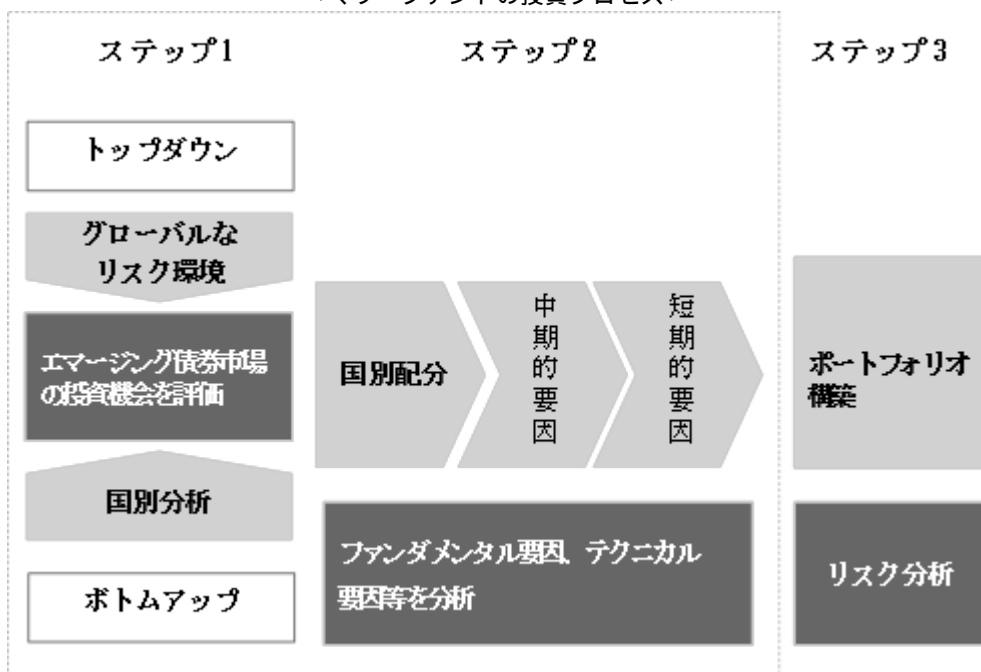 ステップ1
トップダウン
グローバルな
リスク環境
エマージング債券市場
の投資機会を評価
国別分析
ボトムアップ
ステップ2
国別配分
中期的要因
短期的要因
ファンダメンタル要因、テクニカル
要因等を分析
ステップ3
ポートフォリオ
構築
リスク分析